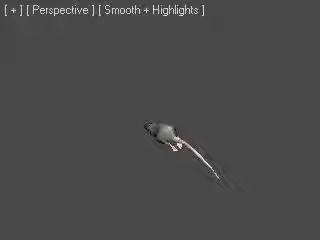 [ + ] [ Perspective ] [ Smooth + Highlights ]